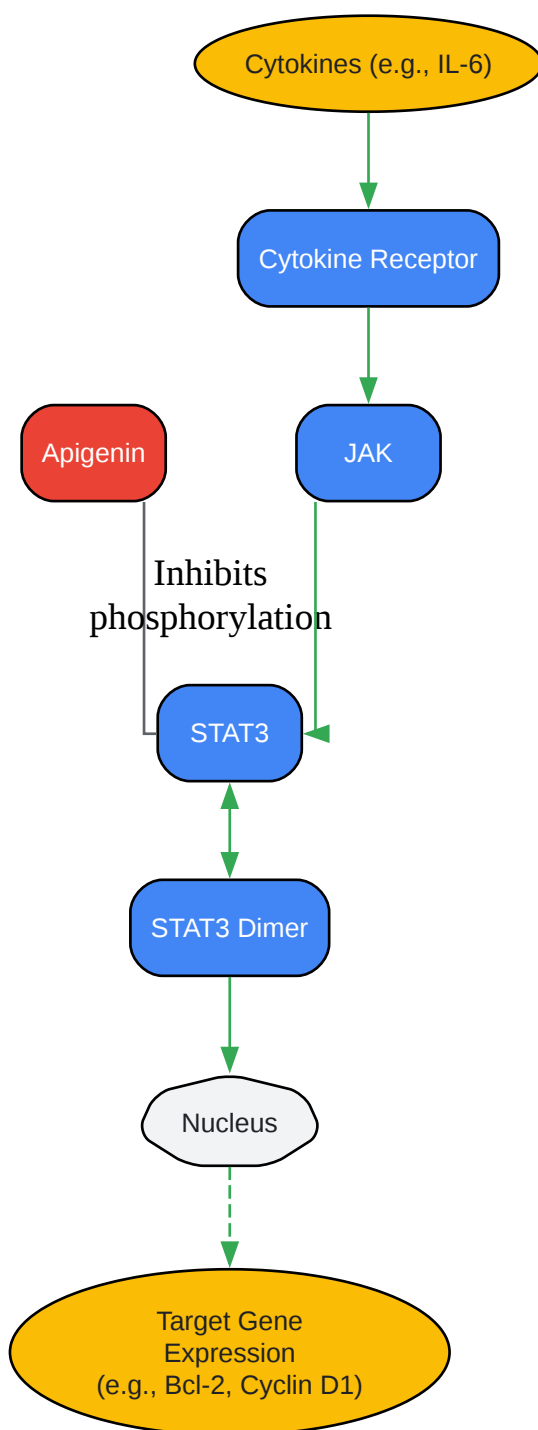 Cytokines (e.g., IL-6)
Cytokine Receptor
Apigenin
JAK
Inhibits
phosphorylation
STAT3
STAT3 Dimer
Nucleus
Target Gene
Expression
(e.g., Bcl-2, Cyclin D1)